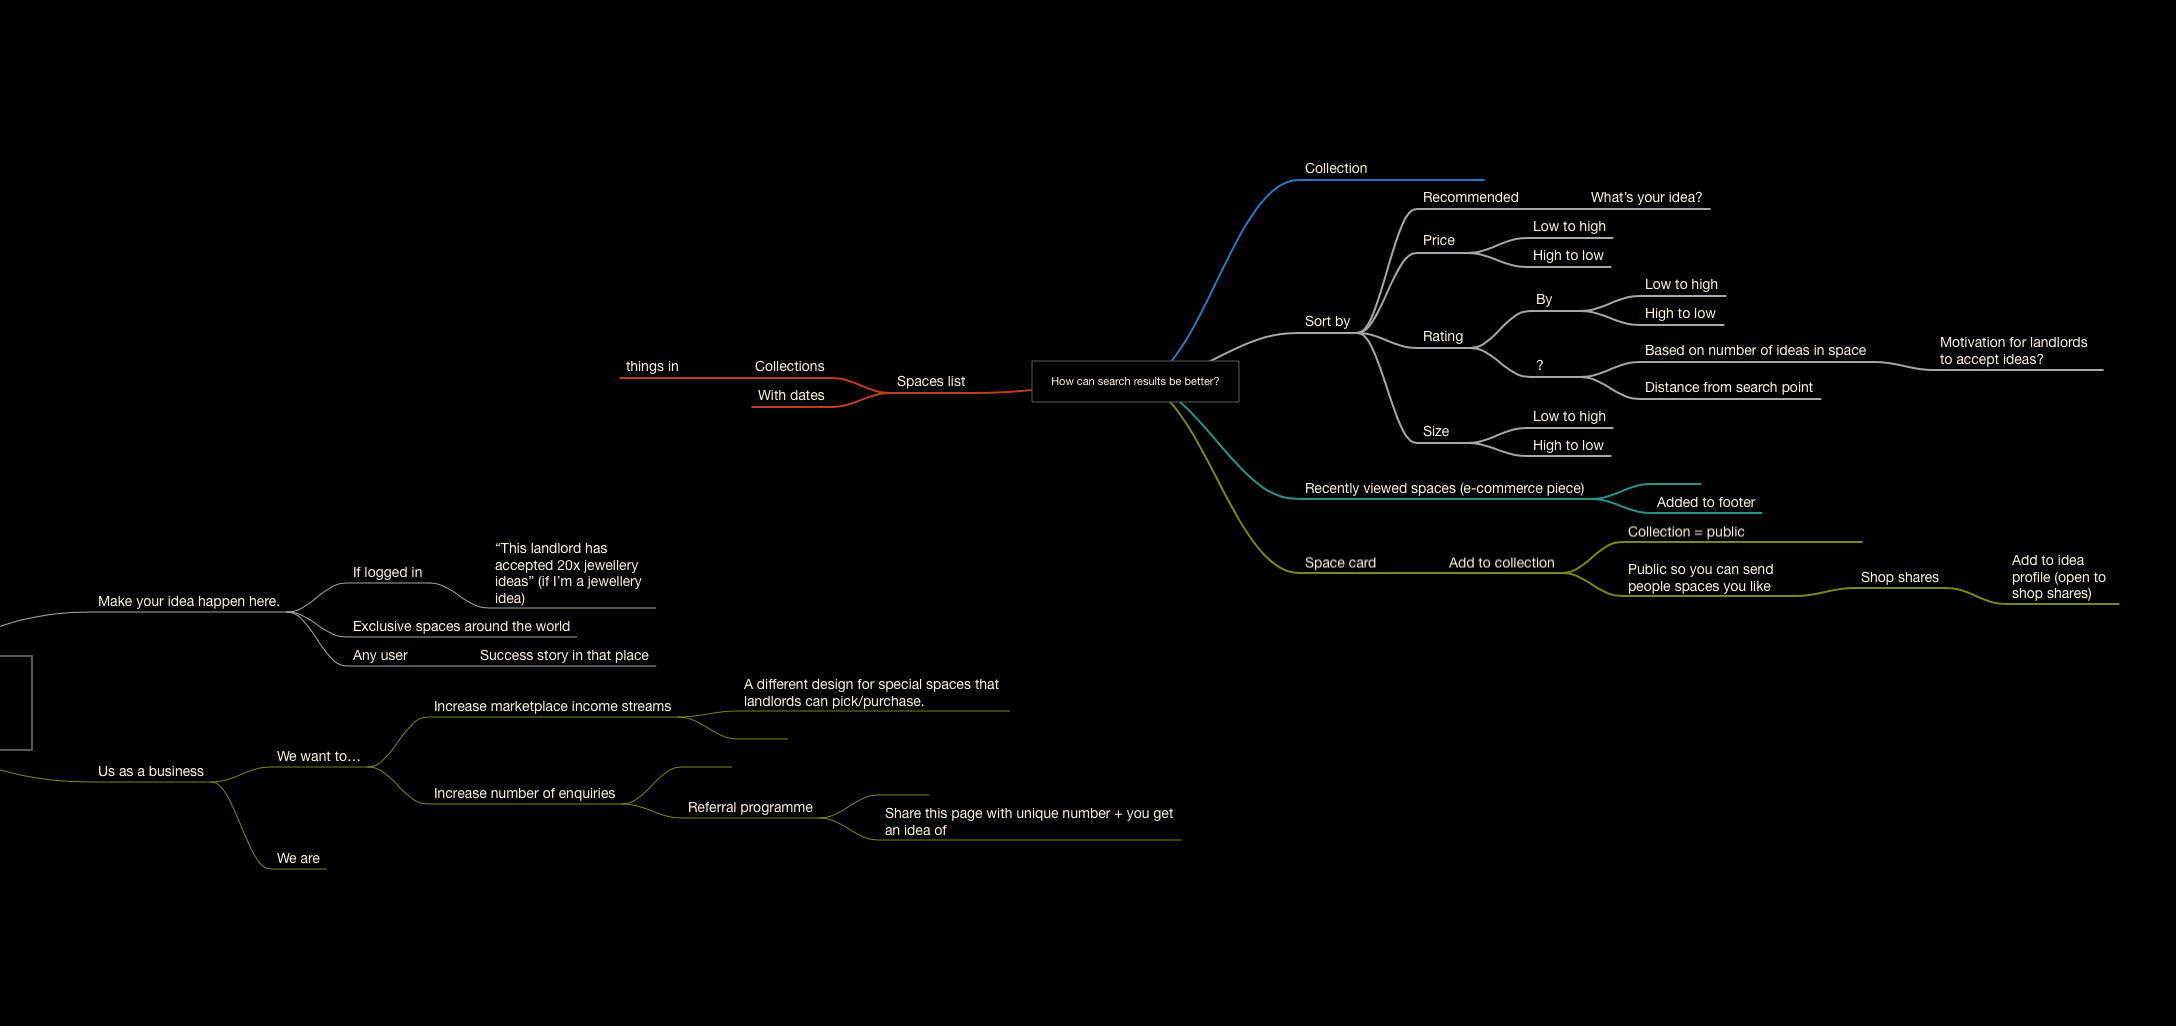 Collection
Recommended
What's your idea?
Low to high
Price
High to low
Low to high
By
High to low
Sort by
Rating
Motivation for landlords
to accept ideas?
Based on number of ideas in space
?
Distance from search point
things in
Collections
Spaces list
How can search results be better?
With dates
Low to high
Size
High to low
Recently viewed spaces (e-commerce piece)
Added to footer
Collection = public
Space card
Add to collection
Public so you can send
people spaces you like
Shop shares
Add to idea
profile (open to
shop shares)
“This landlord has
accepted 20x jewellery
ideas” (if I'm a jewellery
idea)
If logged in
Make your idea happen here.
Exclusive spaces around the world
Any user
Success story in that place
A different design for special spaces that
landlords can pick/purchase.
Increase marketplace income streams
We want to…
Us as a business
Increase number of enquiries
Referral programme
Share this page with unique number + you get
an idea of
We are